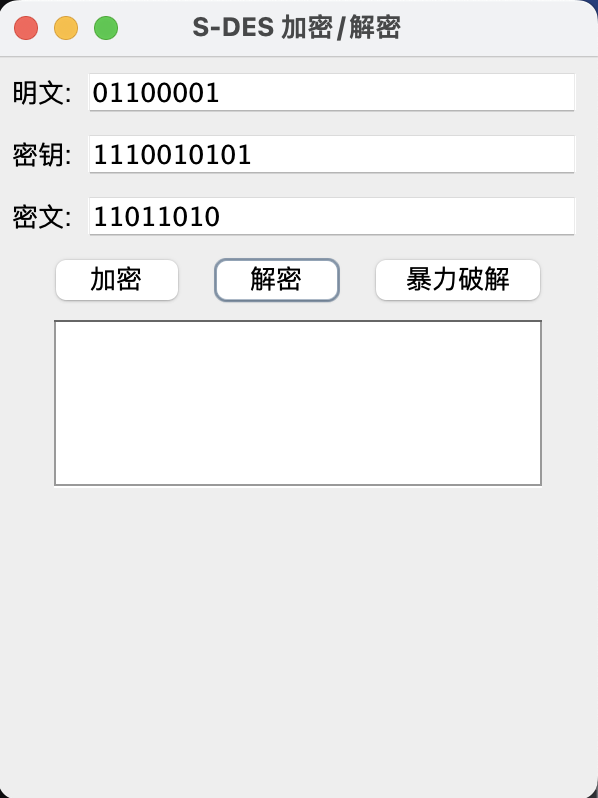 S-DES 加密/解密
明文: 01100001
密钥: 1110010101
密文: 11011010
加密 解密 暴力破解